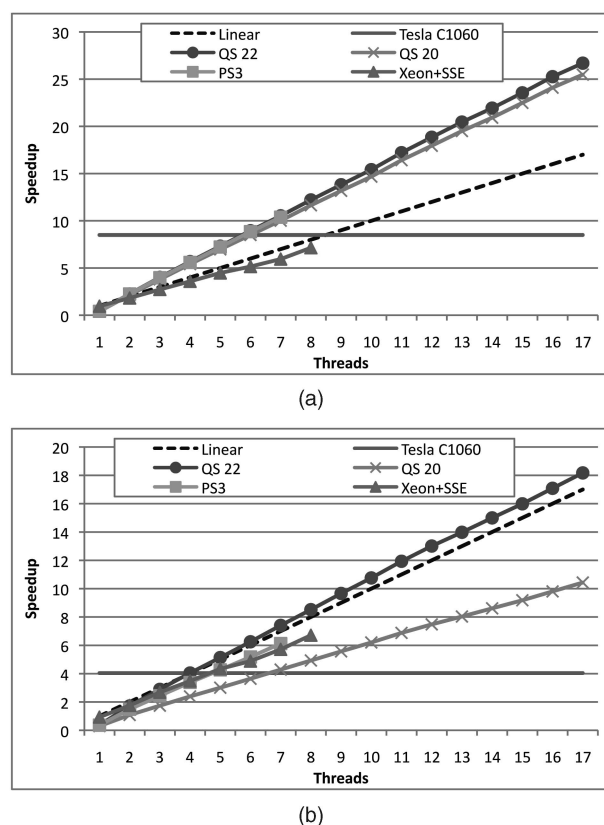 Linear Tesla C1060
QS 22 QS 20
PS3 Xeon+SSE
30
25
20
15
10
5
0
Speedup
1 2 3 4 5 6 7 8 9 10 11 12 13 14 15 16 17
Threads
(a)
Linear Tesla C1060
QS 22 QS 20
PS3 Xeon+SSE
20
18
16
14
12
10
8
6
4
2
0
Speedup
1 2 3 4 5 6 7 8 9 10 11 12 13 14 15 16 17
Threads
(b)